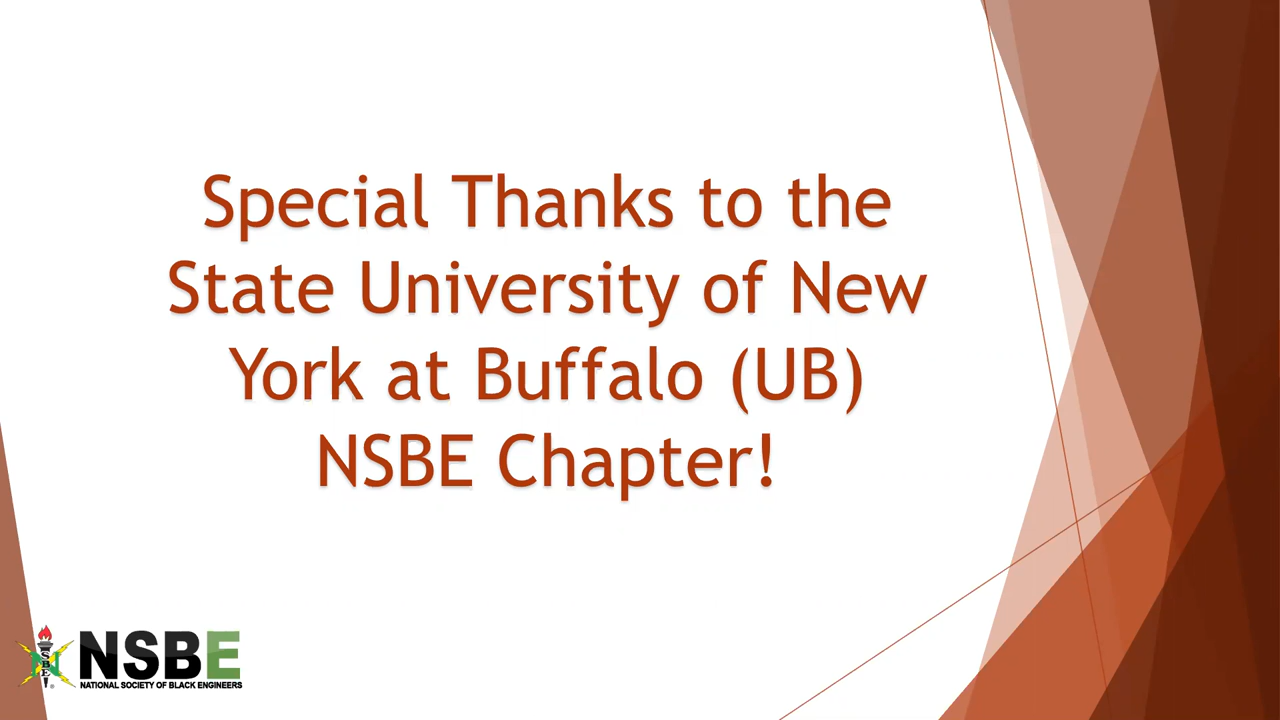 Special Thanks to the
State University of New
York at Buffalo (UB)
NSBE Chapter!
NSBE
NSBE
NATIONAL SOCIETY OF BLACK ENGINEERS